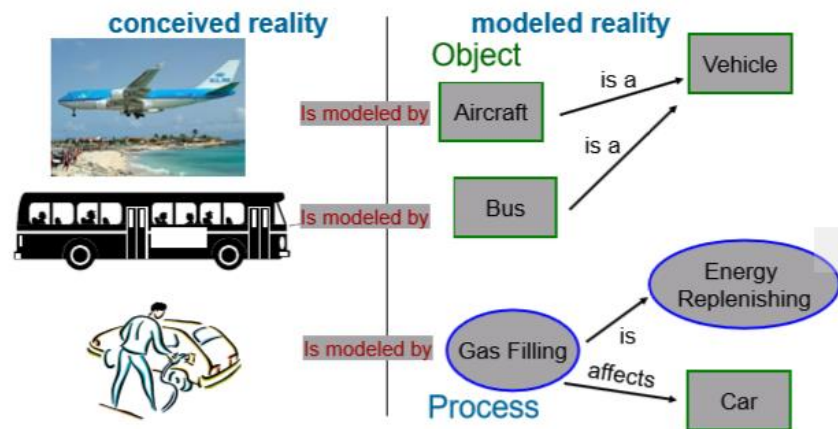 conceived reality
modeled reality
Object
Vehicle
is a
Is modeled by
Aircraft
is a
Is modeled by
Bus
Energy
Replenishing
Is modeled by
Gas Filling
is
affects
Car
Process